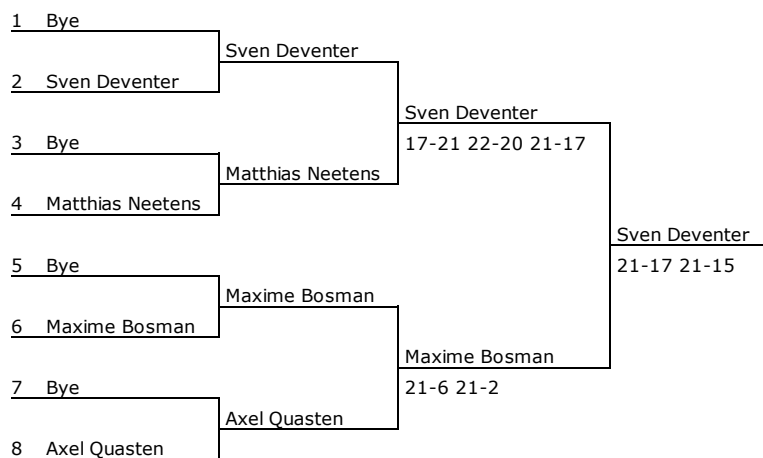 1 Bye
Sven Deventer
2 Sven Deventer
Sven Deventer
3 Bye
17-21 22-20 21-17
Matthias Neetens
4 Matthias Neetens
Sven Deventer
5 Bye
21-17 21-15
Maxime Bosman
6 Maxime Bosman
Maxime Bosman
7 Bye
21-6 21-2
Axel Quasten
8 Axel Quasten